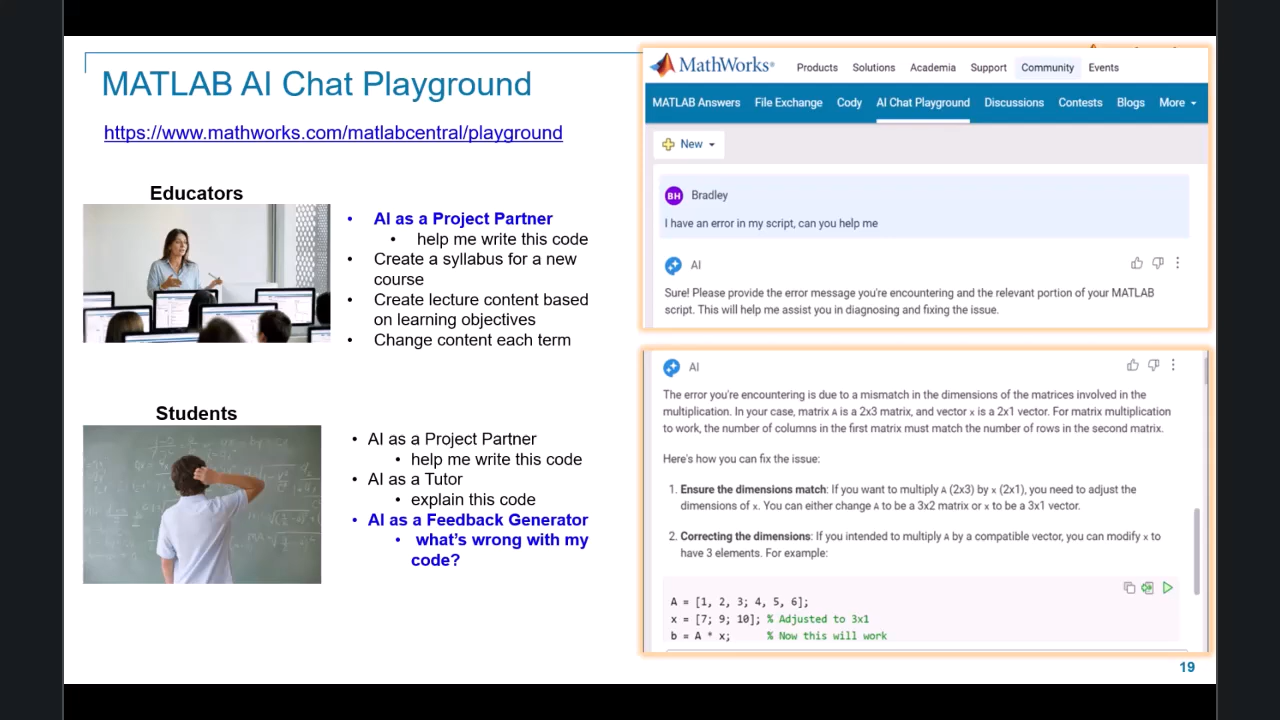 MATLAB AI Chat Playground
https://www.mathworks.com/matlabcentral/playground
Educators
• AI as a Project Partner
• help me write this code
• Create a syllabus for a new
course
• Create lecture content based
on learning objectives
• Change content each term
Students
• AI as a Project Partner
• help me write this code
• AI as a Tutor
• explain this code
• AI as a Feedback Generator
• what's wrong with my
code?
MathWorks® Products Solutions Academia Support Community Events
MATLAB Answers File Exchange Cody AI Chat Playground Discussions Contests Blogs More
New
BH Bradley
I have an error in my script, can you help me
AI
Sure! Please provide the error message you're encountering and the relevant portion of your MATLAB
script. This will help me assist you in diagnosing and fixing the issue.
AI
The error you're encountering is due to a mismatch in the dimensions of the matrices involved in the
multiplication. In your case, matrix A is a 2x3 matrix, and vector x is a 2x1 vector. For matrix multiplication
to work, the number of columns in the first matrix must match the number of rows in the second matrix.
Here's how you can fix the issue:
1. Ensure the dimensions match: If you want to multiply A (2x3) by x (2x1), you need to adjust the
dimensions of x. You can either change A to be a 3x2 matrix or x to be a 3x1 vector.
2. Correcting the dimensions: If you intended to multiply A by a compatible vector, you can modify x to
have 3 elements. For example:
A = [1, 2, 3; 4, 5, 6];
x = [7; 9; 10]; % Adjusted to 3x1
b = A * x; % Now this will work
19